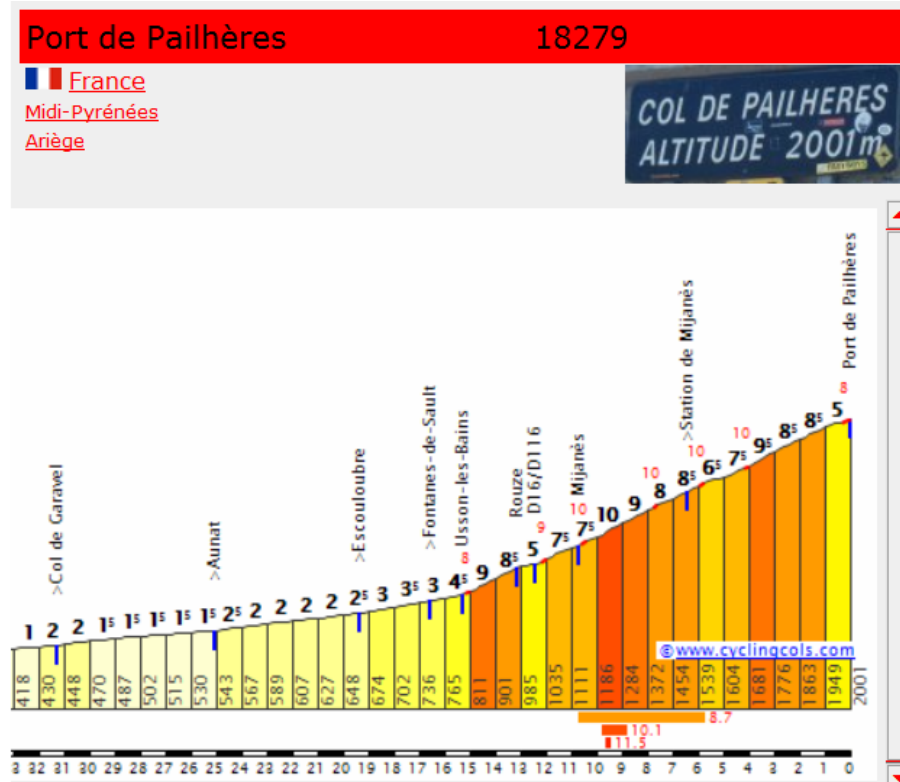 Port de Pailhères 18279
France
Midi-Pyrénées
Ariège
COL DE PAILHERES
ALTITUDE 2001m
>Col de Garavel
>Aunat
>Escouloubre
>Fontanes-de-Sault
Usson-les-Bains
Rouze
D16/D116
Mijanès
>Station de Mijanès
Port de Pailhères
8 9 10 10 10 10 8
1 2 2 1⁵ 1⁵ 1⁵ 1⁵ 1⁵ 2⁵ 2 2 2 2 2⁵ 3 3⁵ 3 4⁵ 9 8⁵ 5 7⁵ 7⁵ 10 9 8 8⁵ 6⁵ 7⁵ 9⁵ 8⁵ 8⁵ 5
©www.cyclingcols.com
418 430 448 470 487 502 515 530 543 567 589 607 627 648 674 702 736 765 811 901 985 1035 1111 1186 1284 1372 1454 1539 1604 1681 1776 1863 1949 2001
8.7
10.1
11.5
32 31 30 29 28 27 26 25 24 23 22 21 20 19 18 17 16 15 14 13 12 11 10 9 8 7 6 5 4 3 2 1 0